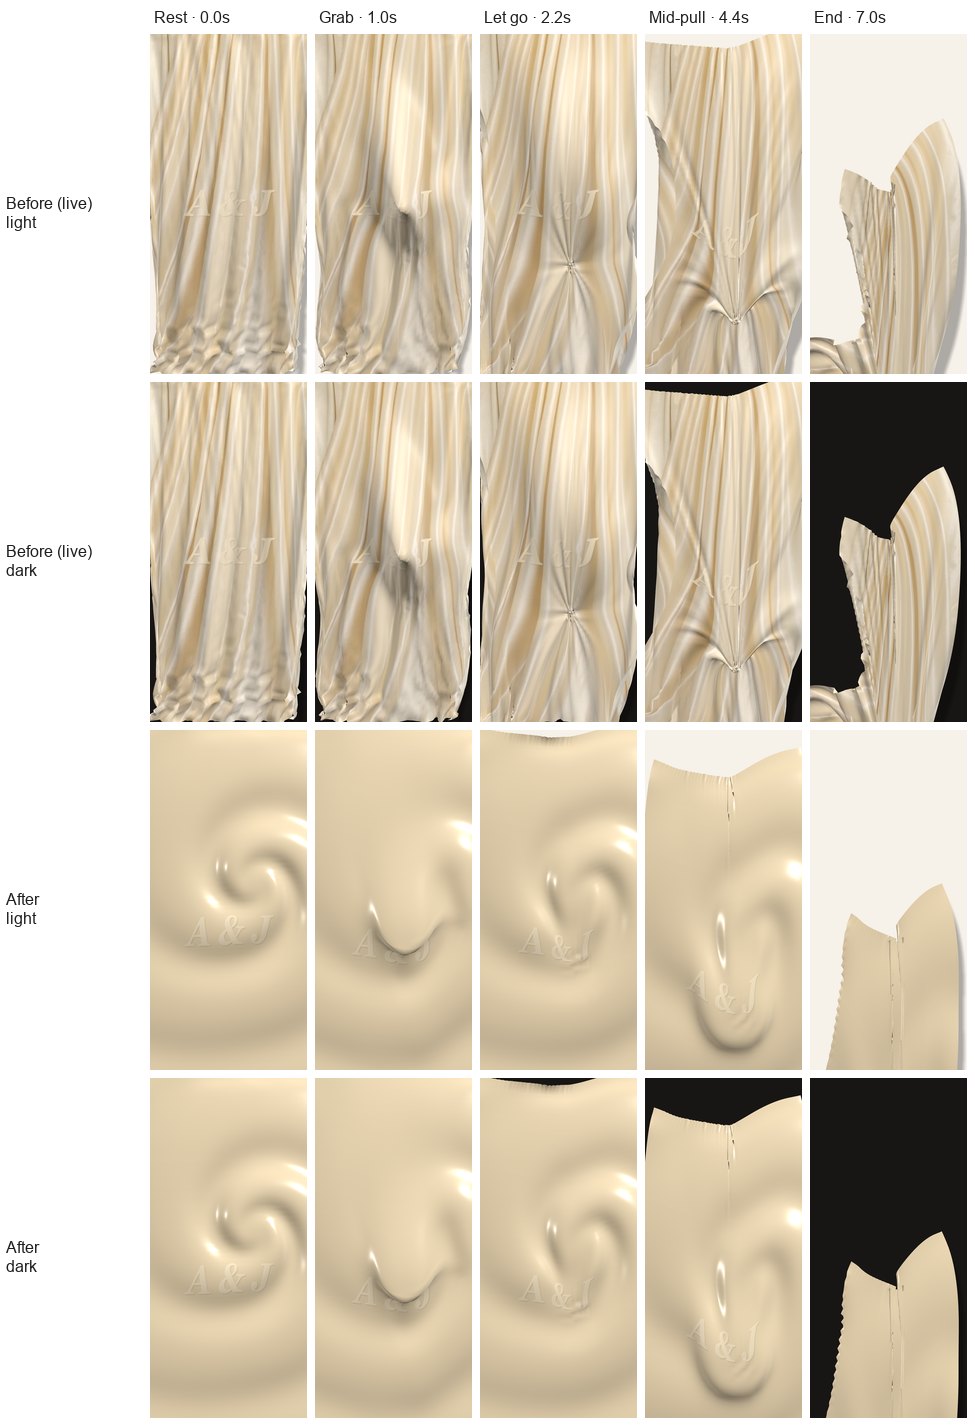 Rest · 0.0s
Grab · 1.0s
Let go · 2.2s
Mid-pull · 4.4s
End · 7.0s
Before (live)
light
A & J
A J
A & J
A & J
Before (live)
dark
A & J
A J
A & J
A & J
After
light
A & J
A J
A & J
A & J
After
dark
A & J
A J
A & J
A & J